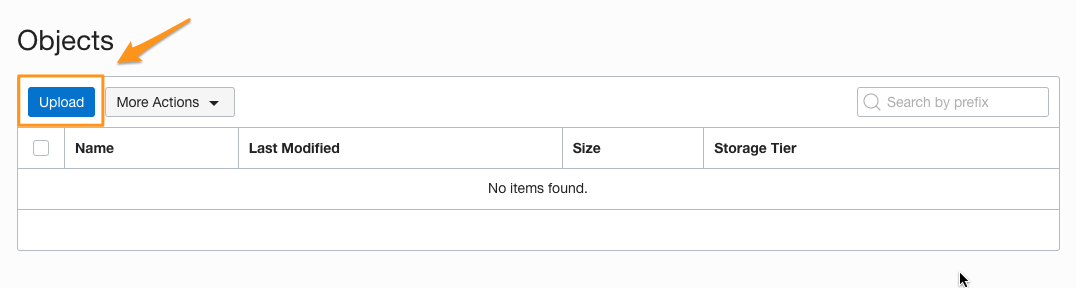 Objects
Upload More Actions Search by prefix
Name Last Modified Size Storage Tier
No items found.